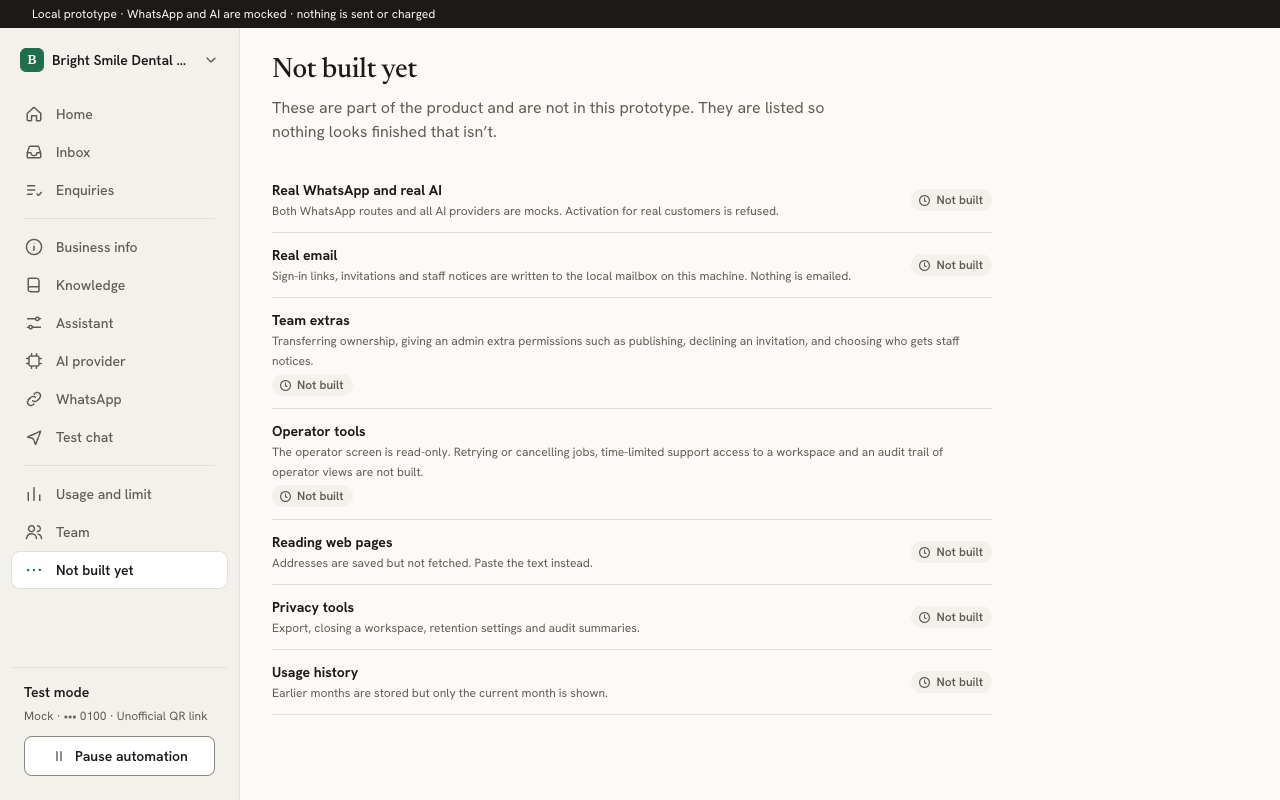 Local prototype · WhatsApp and AI are mocked · nothing is sent or charged
B
Bright Smile Dental ...
Home
Inbox
Enquiries
Business info
Knowledge
Assistant
AI provider
WhatsApp
Test chat
Usage and limit
Team
Not built yet
Test mode
Mock · ••• 0100 · Unofficial QR link
Pause automation
Not built yet
These are part of the product and are not in this prototype. They are listed so
nothing looks finished that isn’t.
Real WhatsApp and real AI
Both WhatsApp routes and all AI providers are mocks. Activation for real customers is refused.
Not built
Real email
Sign-in links, invitations and staff notices are written to the local mailbox on this machine. Nothing is emailed.
Not built
Team extras
Transferring ownership, giving an admin extra permissions such as publishing, declining an invitation, and choosing who gets staff
notices.
Not built
Operator tools
The operator screen is read-only. Retrying or cancelling jobs, time-limited support access to a workspace and an audit trail of
operator views are not built.
Not built
Reading web pages
Addresses are saved but not fetched. Paste the text instead.
Not built
Privacy tools
Export, closing a workspace, retention settings and audit summaries.
Not built
Usage history
Earlier months are stored but only the current month is shown.
Not built